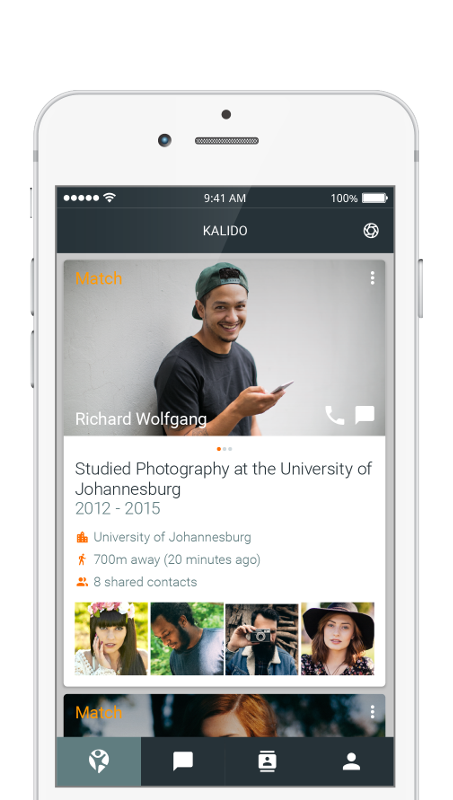 9:41 AM 100%
KALIDO
Match
Richard Wolfgang
Studied Photography at the University of
Johannesburg
2012 - 2015
University of Johannesburg
700m away (20 minutes ago)
8 shared contacts
Match